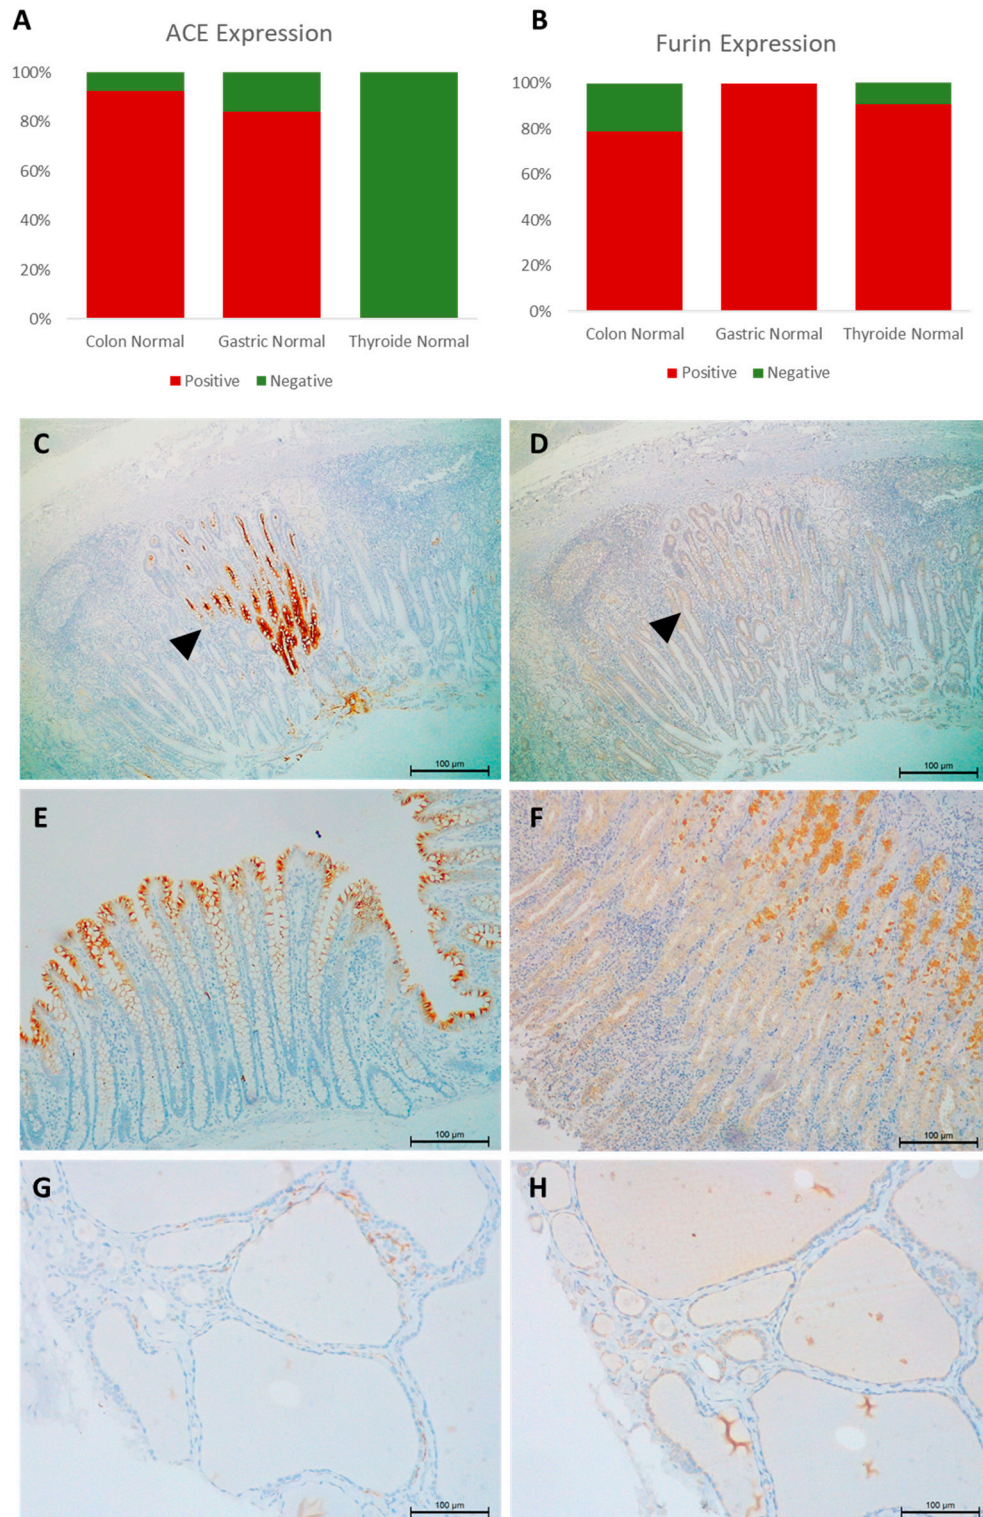 A
ACE Expression
100%
80%
60%
40%
20%
0%
Colon Normal
Gastric Normal
Thyroide Normal
Positive
Negative
B
Furin Expression
100%
80%
60%
40%
20%
0%
Colon Normal
Gastric Normal
Thyroide Normal
Positive
Negative
C
100 μm
D
100 μm
E
100 μm
F
100 μm
G
100 μm
H
100 μm